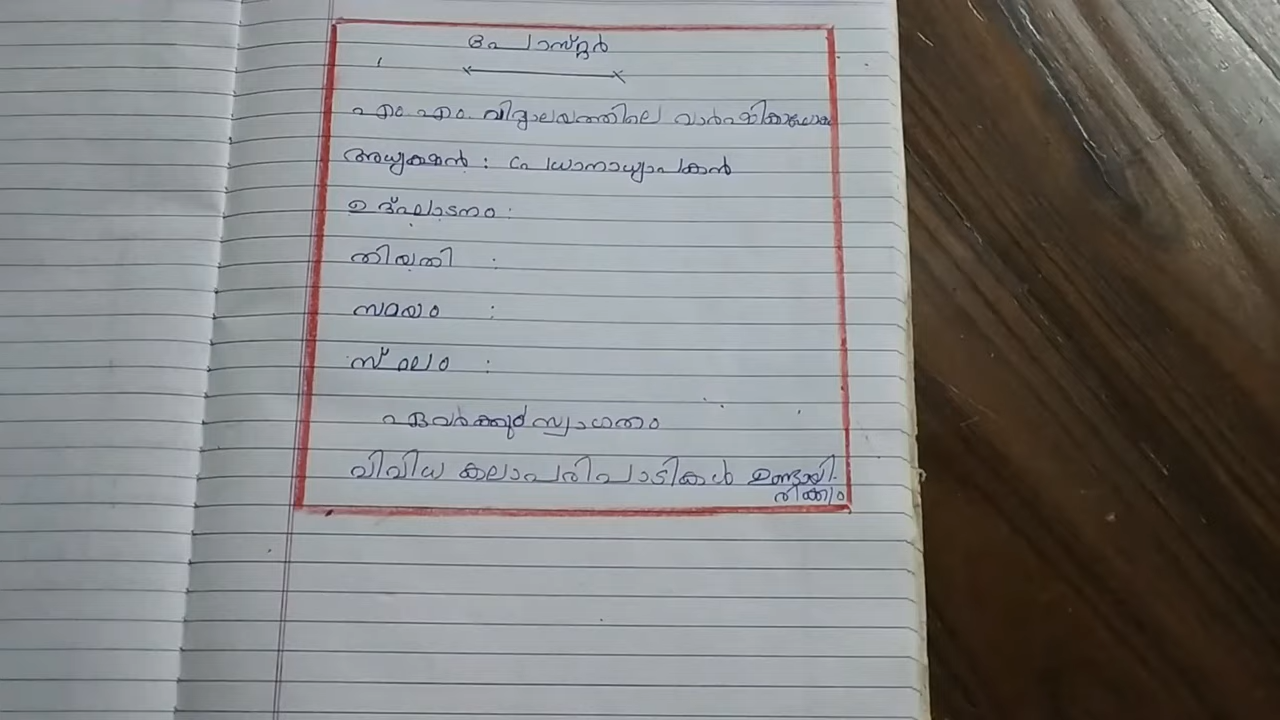 പോസ്റ്റർ
എം. എം. വിദ്യാലയത്തിലെ വാർഷികാഘോഷം
അധ്യക്ഷൻ : പ്രധാനാധ്യാപകൻ
ഉദ്ഘാടനം :
തിയതി :
സമയം :
സ്ഥലം :
ഏവർക്കും സ്വാഗതം
വിവിധ കലാപരിപാടികൾ ഉണ്ടായി-
രിക്കും